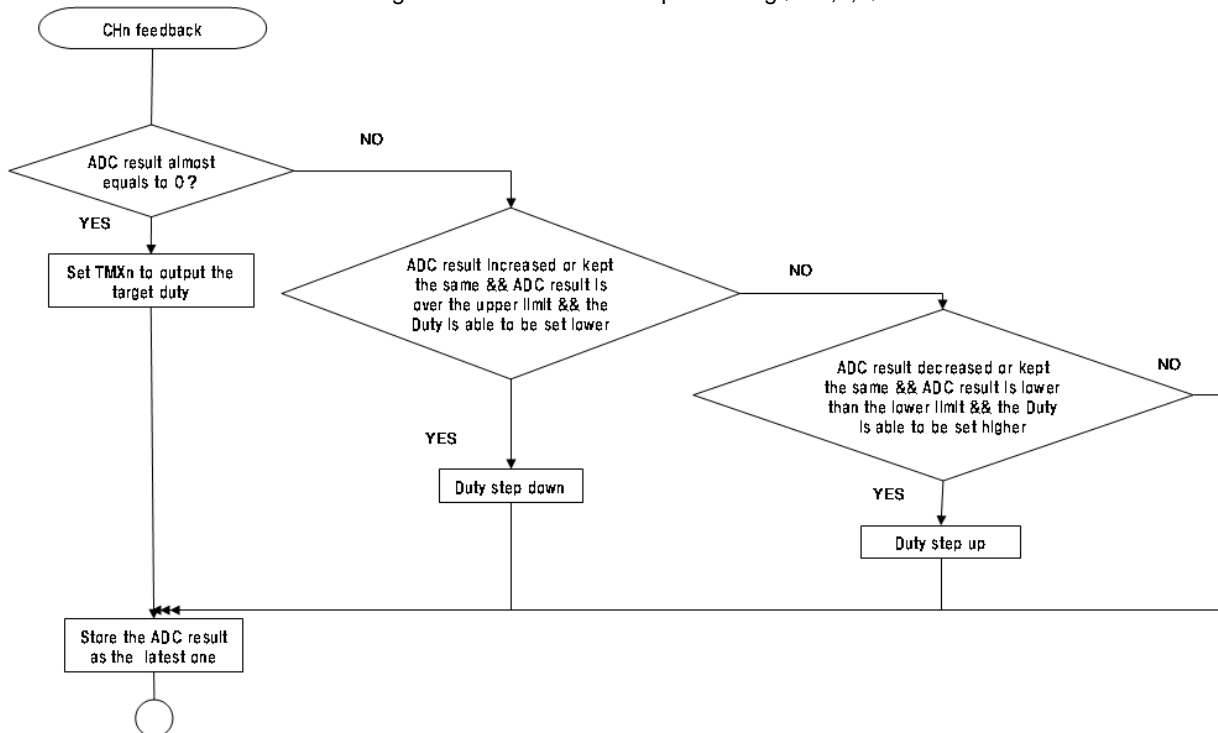 CHn feedback
NO
ADC result almost
equals to 0?
YES
Set TMXn to output the
target duty
ADC result Increased or kept
the same && ADC result Is
over the upper limit && the
Duty Is able to be set lower
NO
YES
Duty step down
ADC result decreased or kept
the same && ADC result Is lower
than the lower limit && the Duty
Is able to be set higher
NO
YES
Duty step up
Store the ADC result
as the latest one